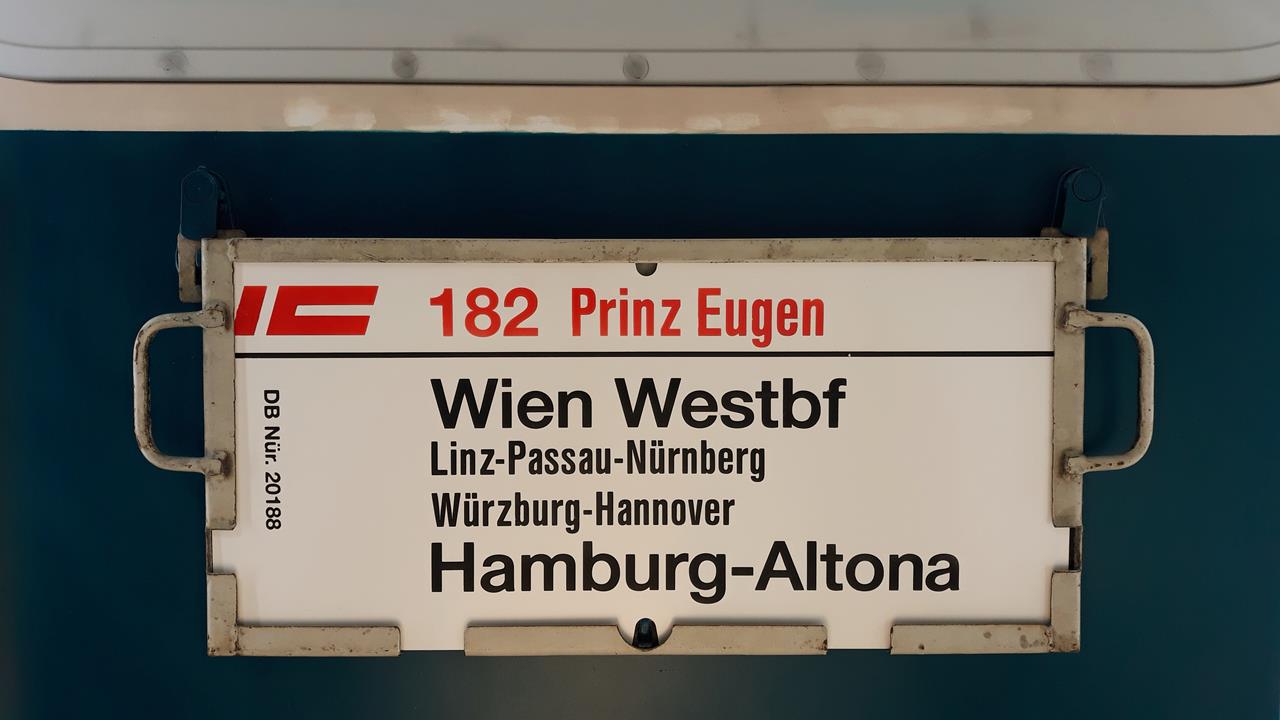 IC 182 Prinz Eugen
Wien Westbf
Linz-Passau-Nürnberg
Würzburg-Hannover
Hamburg-Altona
DB Nür. 20188